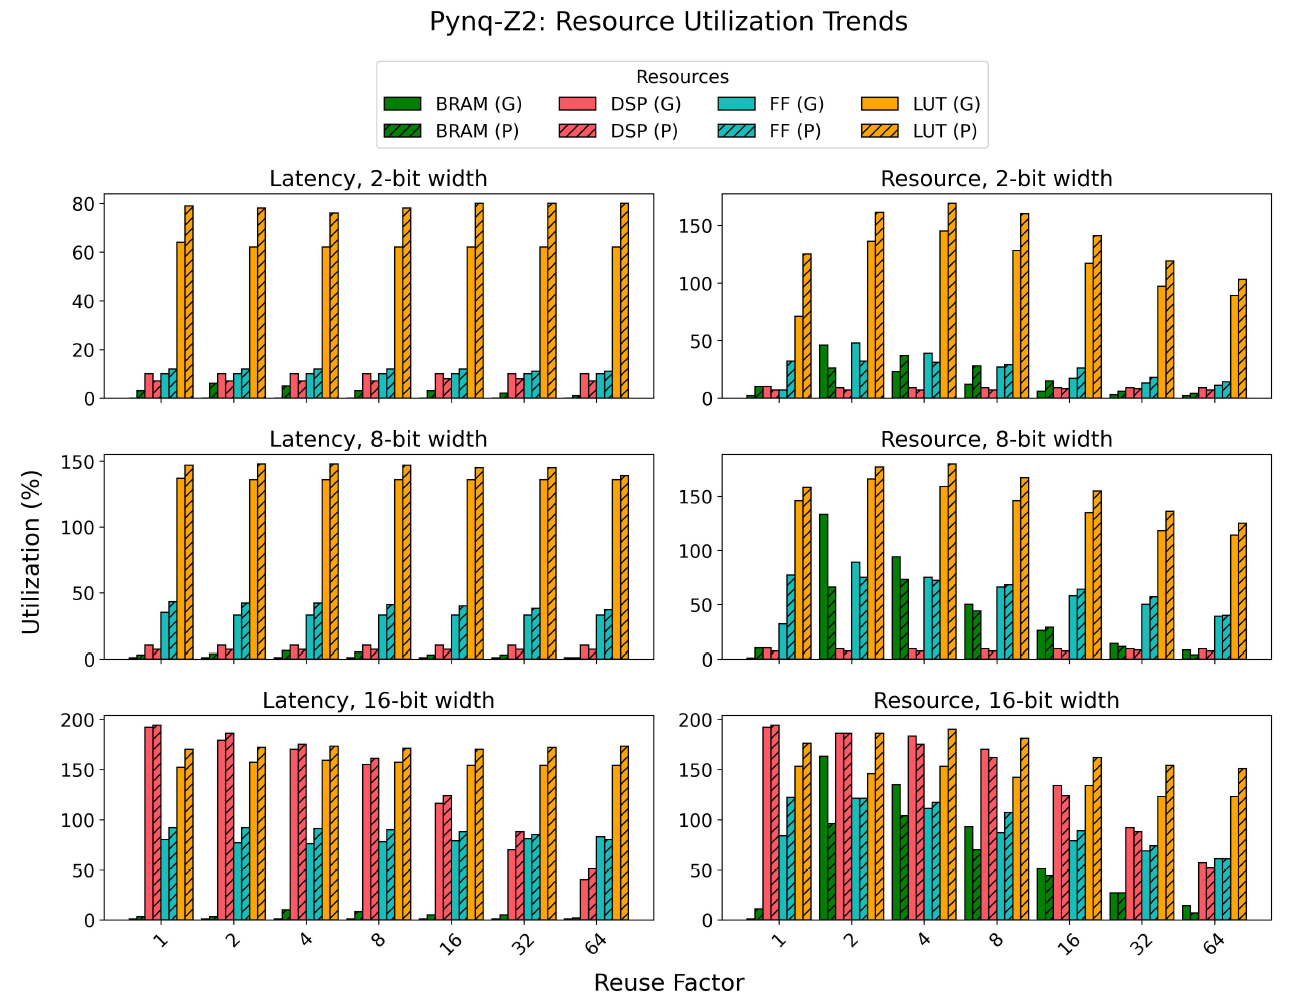 Pynq-Z2: Resource Utilization Trends
Resources
BRAM (G) DSP (G) FF (G) LUT (G)
BRAM (P) DSP (P) FF (P) LUT (P)
Latency, 2-bit width
Resource, 2-bit width
80
60
40
20
0
150
100
50
0
Latency, 8-bit width
Resource, 8-bit width
150
100
50
0
150
100
50
0
Utilization (%)
Latency, 16-bit width
Resource, 16-bit width
200
150
100
50
0
200
150
100
50
0
1 2 4 8 16 32 64
1 2 4 8 16 32 64
Reuse Factor